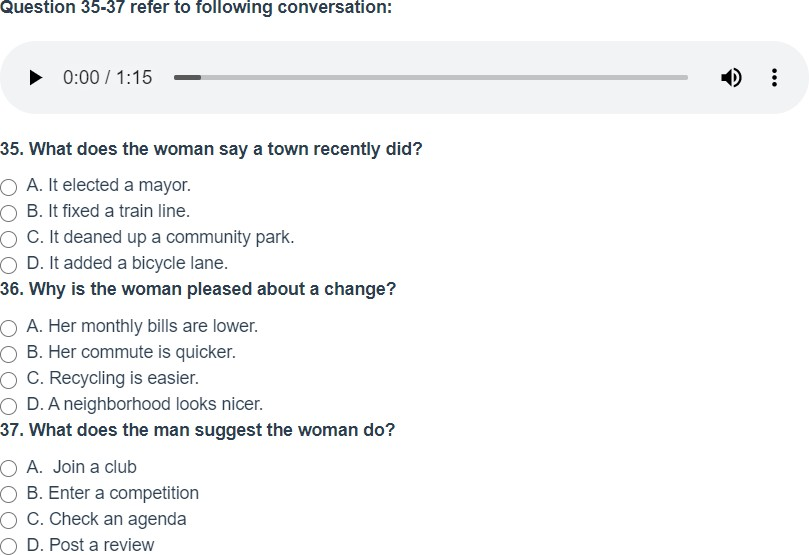 Question 35-37 refer to following conversation:
0:00 / 1:15
35. What does the woman say a town recently did?
A. It elected a mayor.
B. It fixed a train line.
C. It deaned up a community park.
D. It added a bicycle lane.
36. Why is the woman pleased about a change?
A. Her monthly bills are lower.
B. Her commute is quicker.
C. Recycling is easier.
D. A neighborhood looks nicer.
37. What does the man suggest the woman do?
A. Join a club
B. Enter a competition
C. Check an agenda
D. Post a review